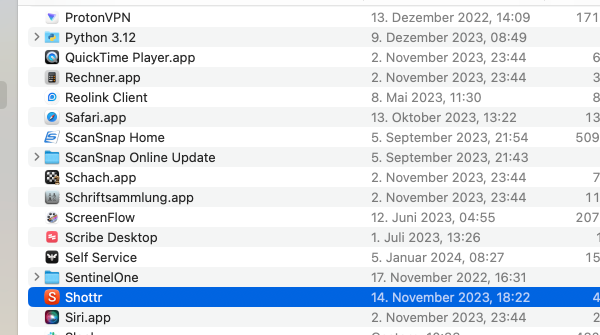 ProtonVPN 13. Dezember 2022, 14:09 171
Python 3.12 9. Dezember 2023, 08:49
QuickTime Player.app 2. November 2023, 23:44 6
Rechner.app 2. November 2023, 23:44 3
Reolink Client 8. Mai 2023, 11:30 8
Safari.app 13. Oktober 2023, 13:22 13
ScanSnap Home 5. September 2023, 21:54 509
ScanSnap Online Update 5. September 2023, 21:43
Schach.app 2. November 2023, 23:44 7
Schriftsammlung.app 2. November 2023, 23:44 11
ScreenFlow 12. Juni 2023, 04:55 207
Scribe Desktop 1. Juli 2023, 13:26 1
Self Service 5. Januar 2024, 08:27 15
SentinelOne 17. November 2022, 16:31
Shottr 14. November 2023, 18:22 4
Siri.app 2. November 2023, 23:44 2